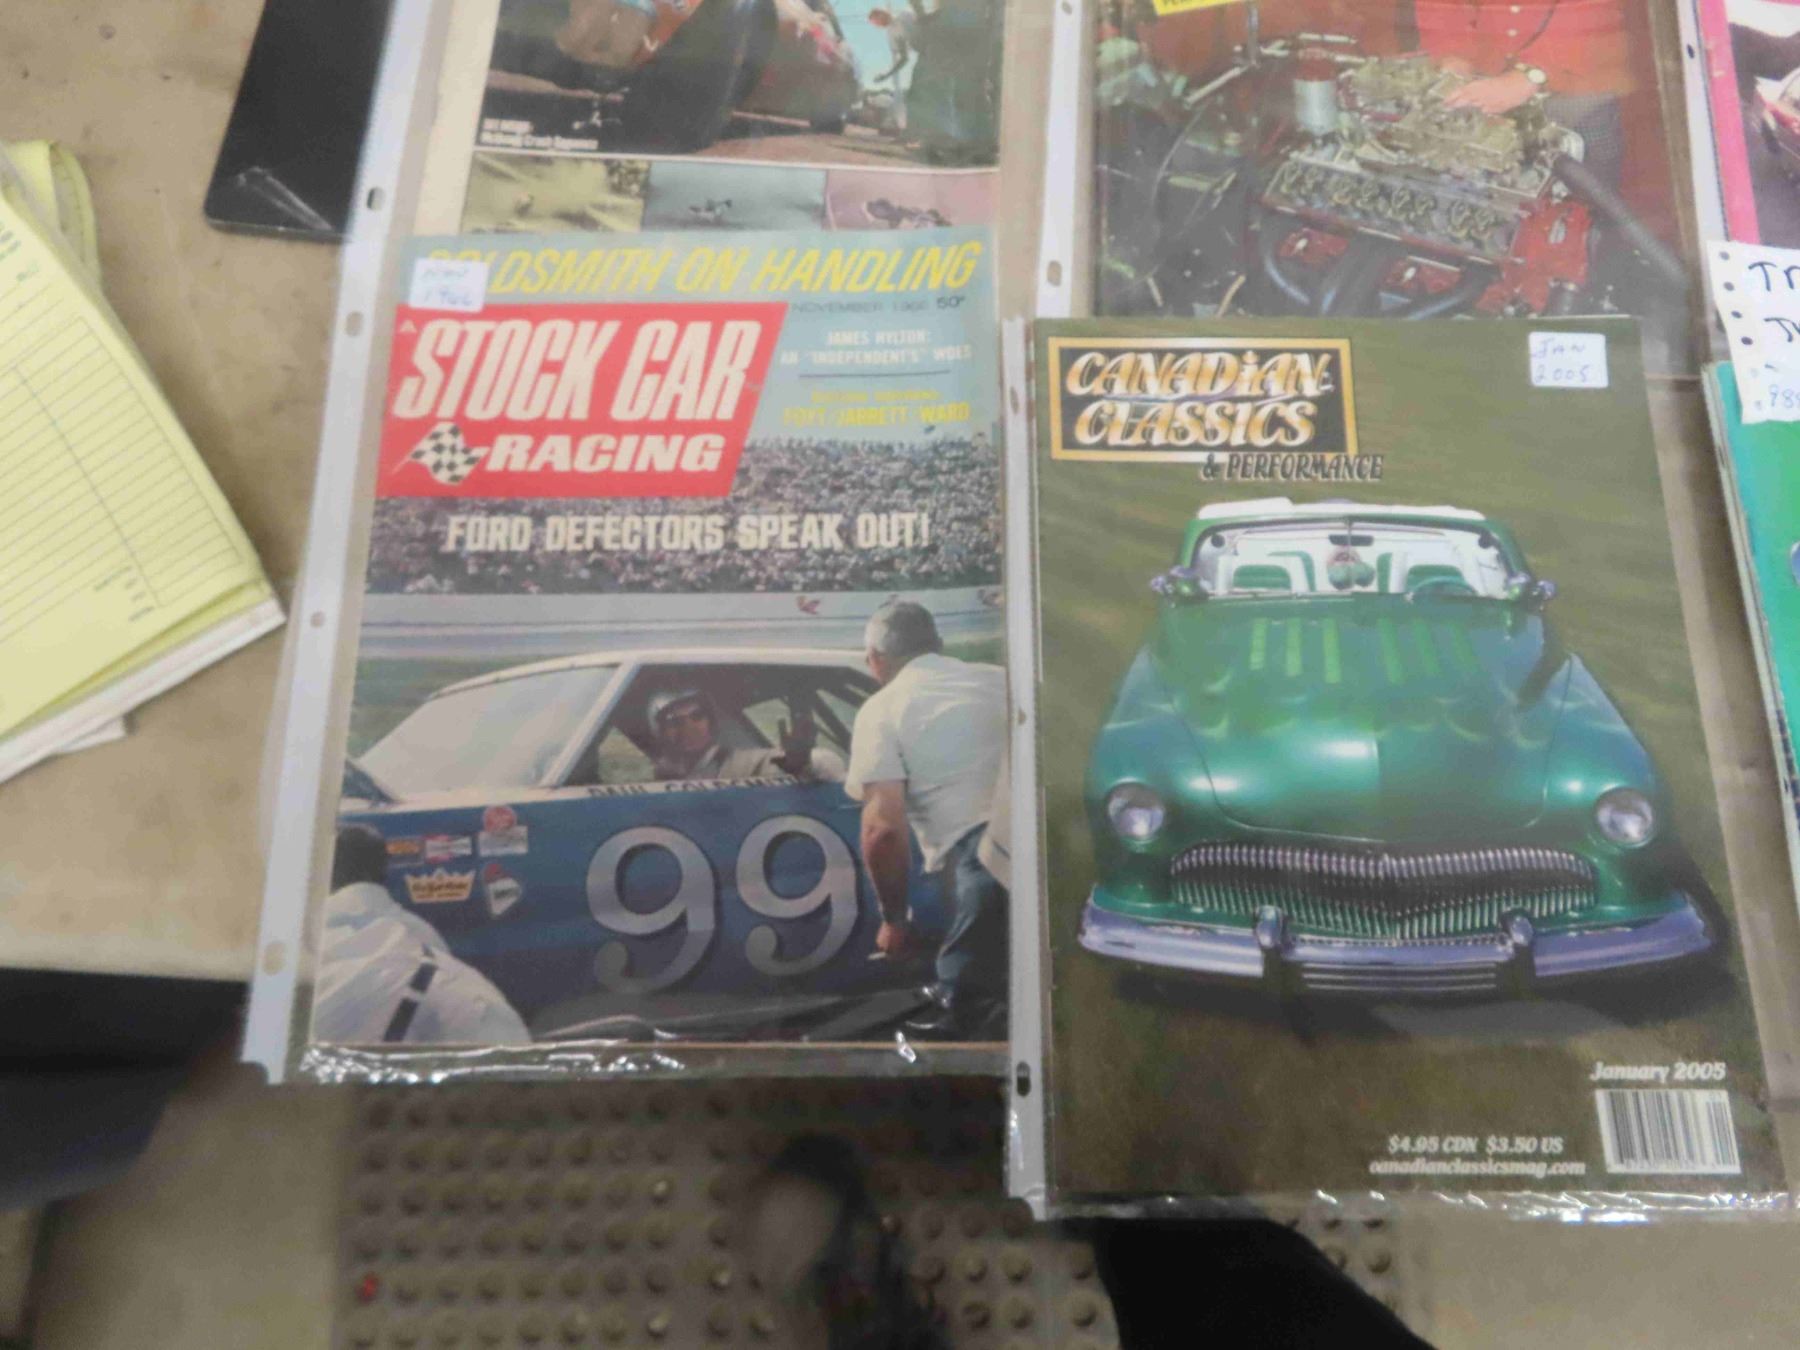 GOLDSMITH ON HANDLING
NOV
NOVEMBER 1966 50¢
STOCK CAR
RACING
JAMES HYLTON:
AN "INDEPENDENT'S" WOES
FOYT/JARRETT/WARD
FORD DEFECTORS SPEAK OUT!
PAUL GOLDSMITH
99
CANADIAN
CLASSICS
& PERFORMANCE
JAN
2005
January 2005
$4.95 CDN $3.50 US
canadianclassicsmag.com